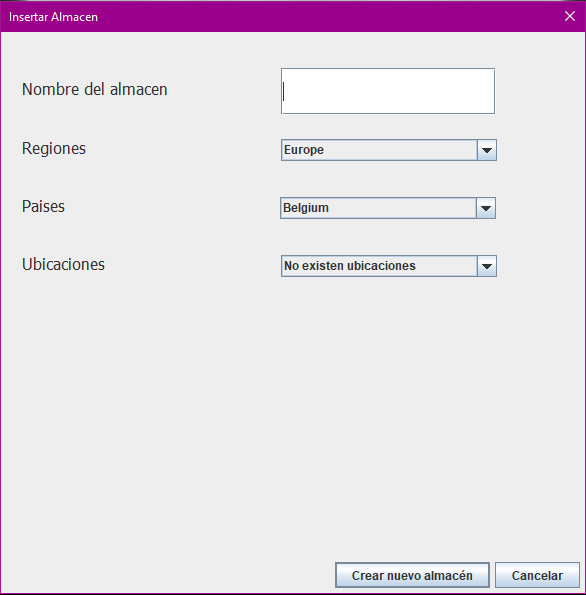 Insertar Almacen
Nombre del almacen
Regiones
Europe
Paises
Belgium
Ubicaciones
No existen ubicaciones
Crear nuevo almacén
Cancelar